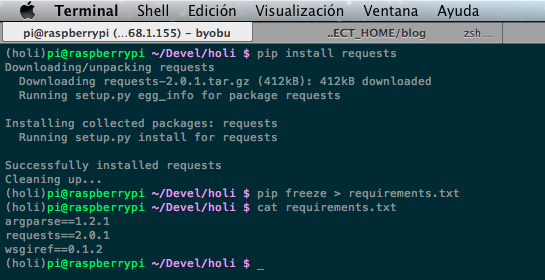 Terminal Shell Edición Visualización Ventana Ayuda
pi@raspberrypi (...68.1.155) – byobu ..ECT_HOME/blog zsh ...
(holi)pi@raspberrypi ~/Devel/holi $ pip install requests
Downloading/unpacking requests
  Downloading requests-2.0.1.tar.gz (412kB): 412kB downloaded
  Running setup.py egg_info for package requests

Installing collected packages: requests
  Running setup.py install for requests

Successfully installed requests
Cleaning up...
(holi)pi@raspberrypi ~/Devel/holi $ pip freeze > requirements.txt
(holi)pi@raspberrypi ~/Devel/holi $ cat requirements.txt
argparse==1.2.1
requests==2.0.1
wsgiref==0.1.2
(holi)pi@raspberrypi ~/Devel/holi $ _